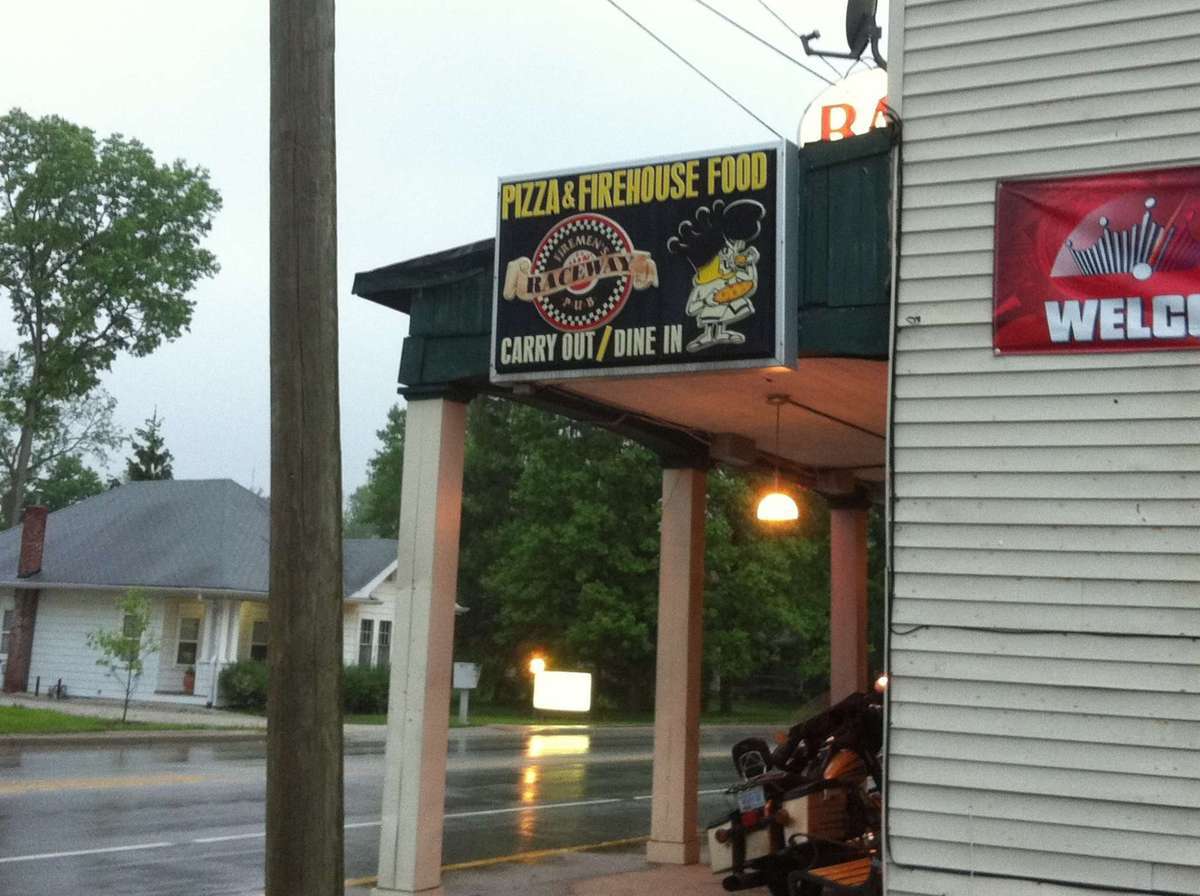 RA
PIZZA & FIREHOUSE FOOD
FIREMEN'S
RACEWAY
PUB
CARRY OUT / DINE IN
WELC